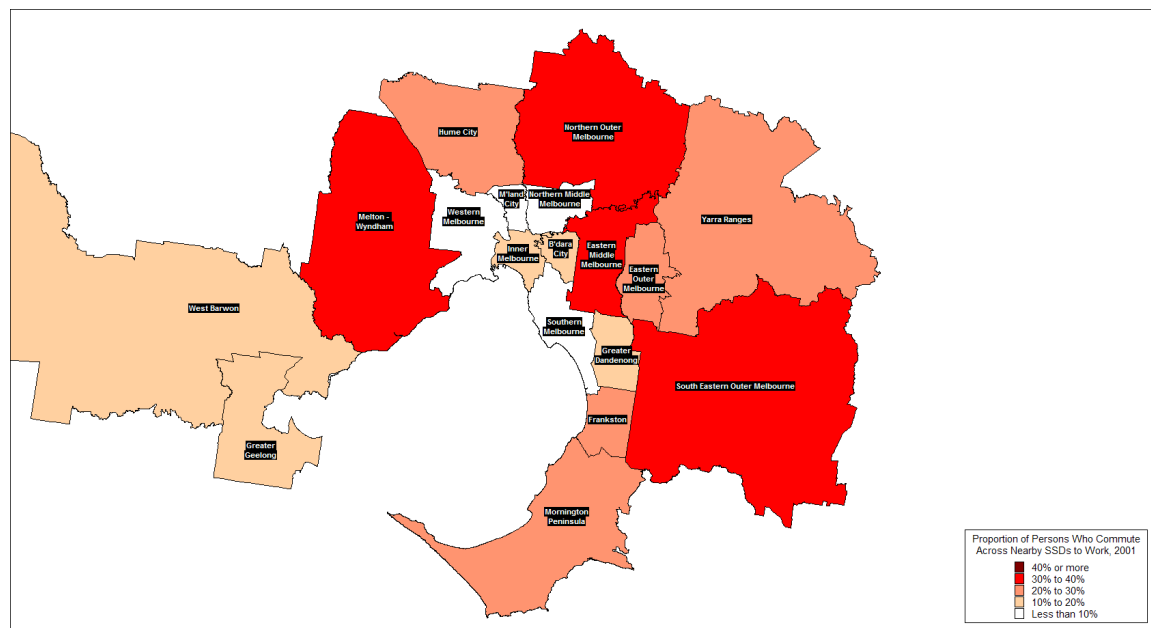 Northern Outer
Melbourne
Hume City
M'land
City
Northern Middle
Melbourne
Western
Melbourne
Melton -
Wyndham
Yarra Ranges
Inner
Melbourne
B'dara
City
Eastern
Middle
Melbourne
Eastern
Outer
Melbourne
West Barwon
Southern
Melbourne
Greater
Dandenong
South Eastern Outer Melbourne
Frankston
Greater
Geelong
Mornington
Peninsula
Proportion of Persons Who Commute
Across Nearby SSDs to Work, 2001
40% or more
30% to 40%
20% to 30%
10% to 20%
Less than 10%